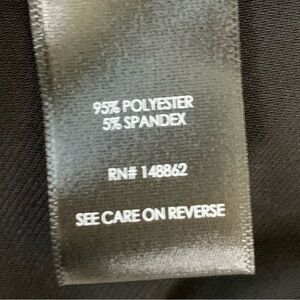 95% POLYESTER
5% SPANDEX
RN# 148862
SEE CARE ON REVERSE